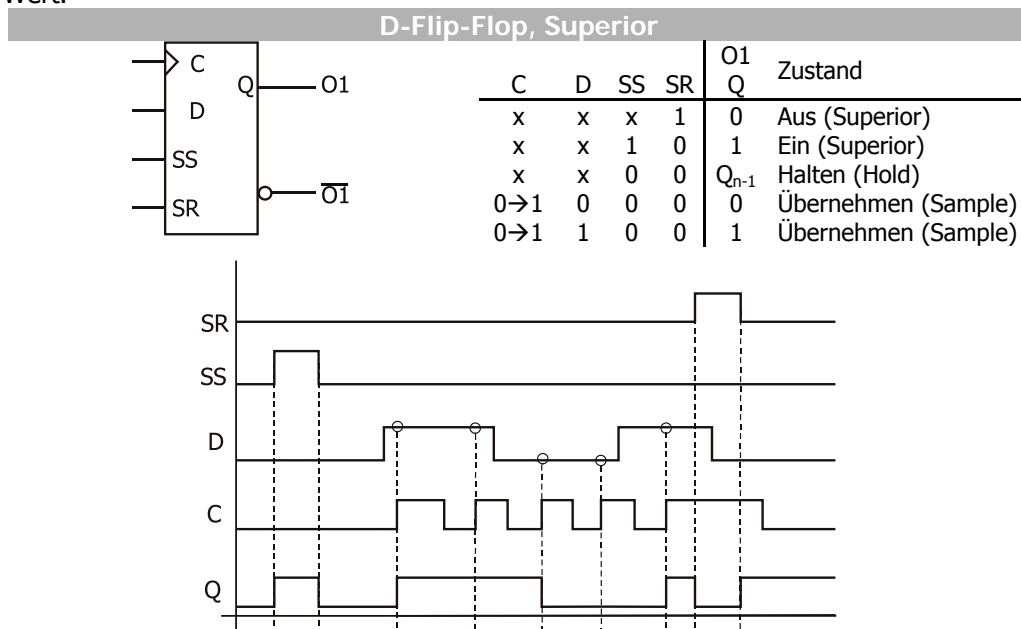 Wert.
D-Flip-Flop, Superior
C
D
SS
SR
Q
O1
O1
O1
C D SS SR Q Zustand
x x x 1 0 Aus (Superior)
x x 1 0 1 Ein (Superior)
x x 0 0 Qn-1 Halten (Hold)
0→1 0 0 0 0 Übernehmen (Sample)
0→1 1 0 0 1 Übernehmen (Sample)
SR
SS
D
C
Q